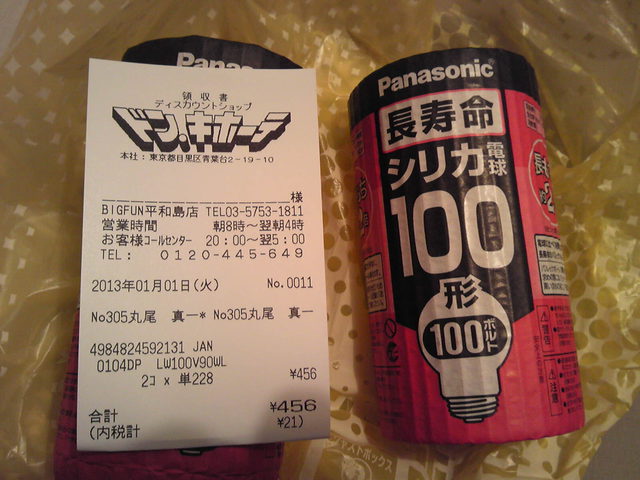 Panasonic
領収書
ディスカウントショップ
ドン.キホーテ
本社:東京都目黒区青葉台2-19-10
様
BIGFUN平和島店 TEL03-5753-1811
営業時間 朝8時〜翌朝4時
お客様コールセンター 20:00〜翌5:00
TEL: 0120-445-649
2013年01月01日(火) No.0011
No305丸尾 真一* No305丸尾 真一
4984824592131 JAN
0104DP LW100V90WL
2コ x 単228 ¥456
合計 ¥456
(内税計 ¥21)
Panasonic
長寿命
シリカ電球
100
形
100ボルト
警告
注意